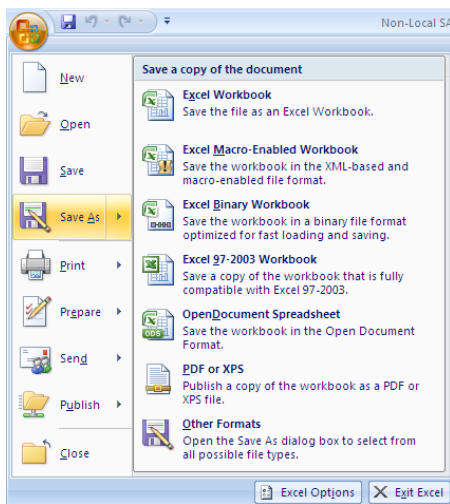 Non-Local SA
New
Open
Save
Save As
Print
Prepare
Send
Publish
Close
Save a copy of the document
Excel Workbook
Save the file as an Excel Workbook.
Excel Macro-Enabled Workbook
Save the workbook in the XML-based and
macro-enabled file format.
Excel Binary Workbook
Save the workbook in a binary file format
optimized for fast loading and saving.
Excel 97-2003 Workbook
Save a copy of the workbook that is fully
compatible with Excel 97-2003.
OpenDocument Spreadsheet
Save the workbook in the Open Document
Format.
ODS
PDF or XPS
Publish a copy of the workbook as a PDF or
XPS file.
Other Formats
Open the Save As dialog box to select from
all possible file types.
Excel Options
Exit Excel